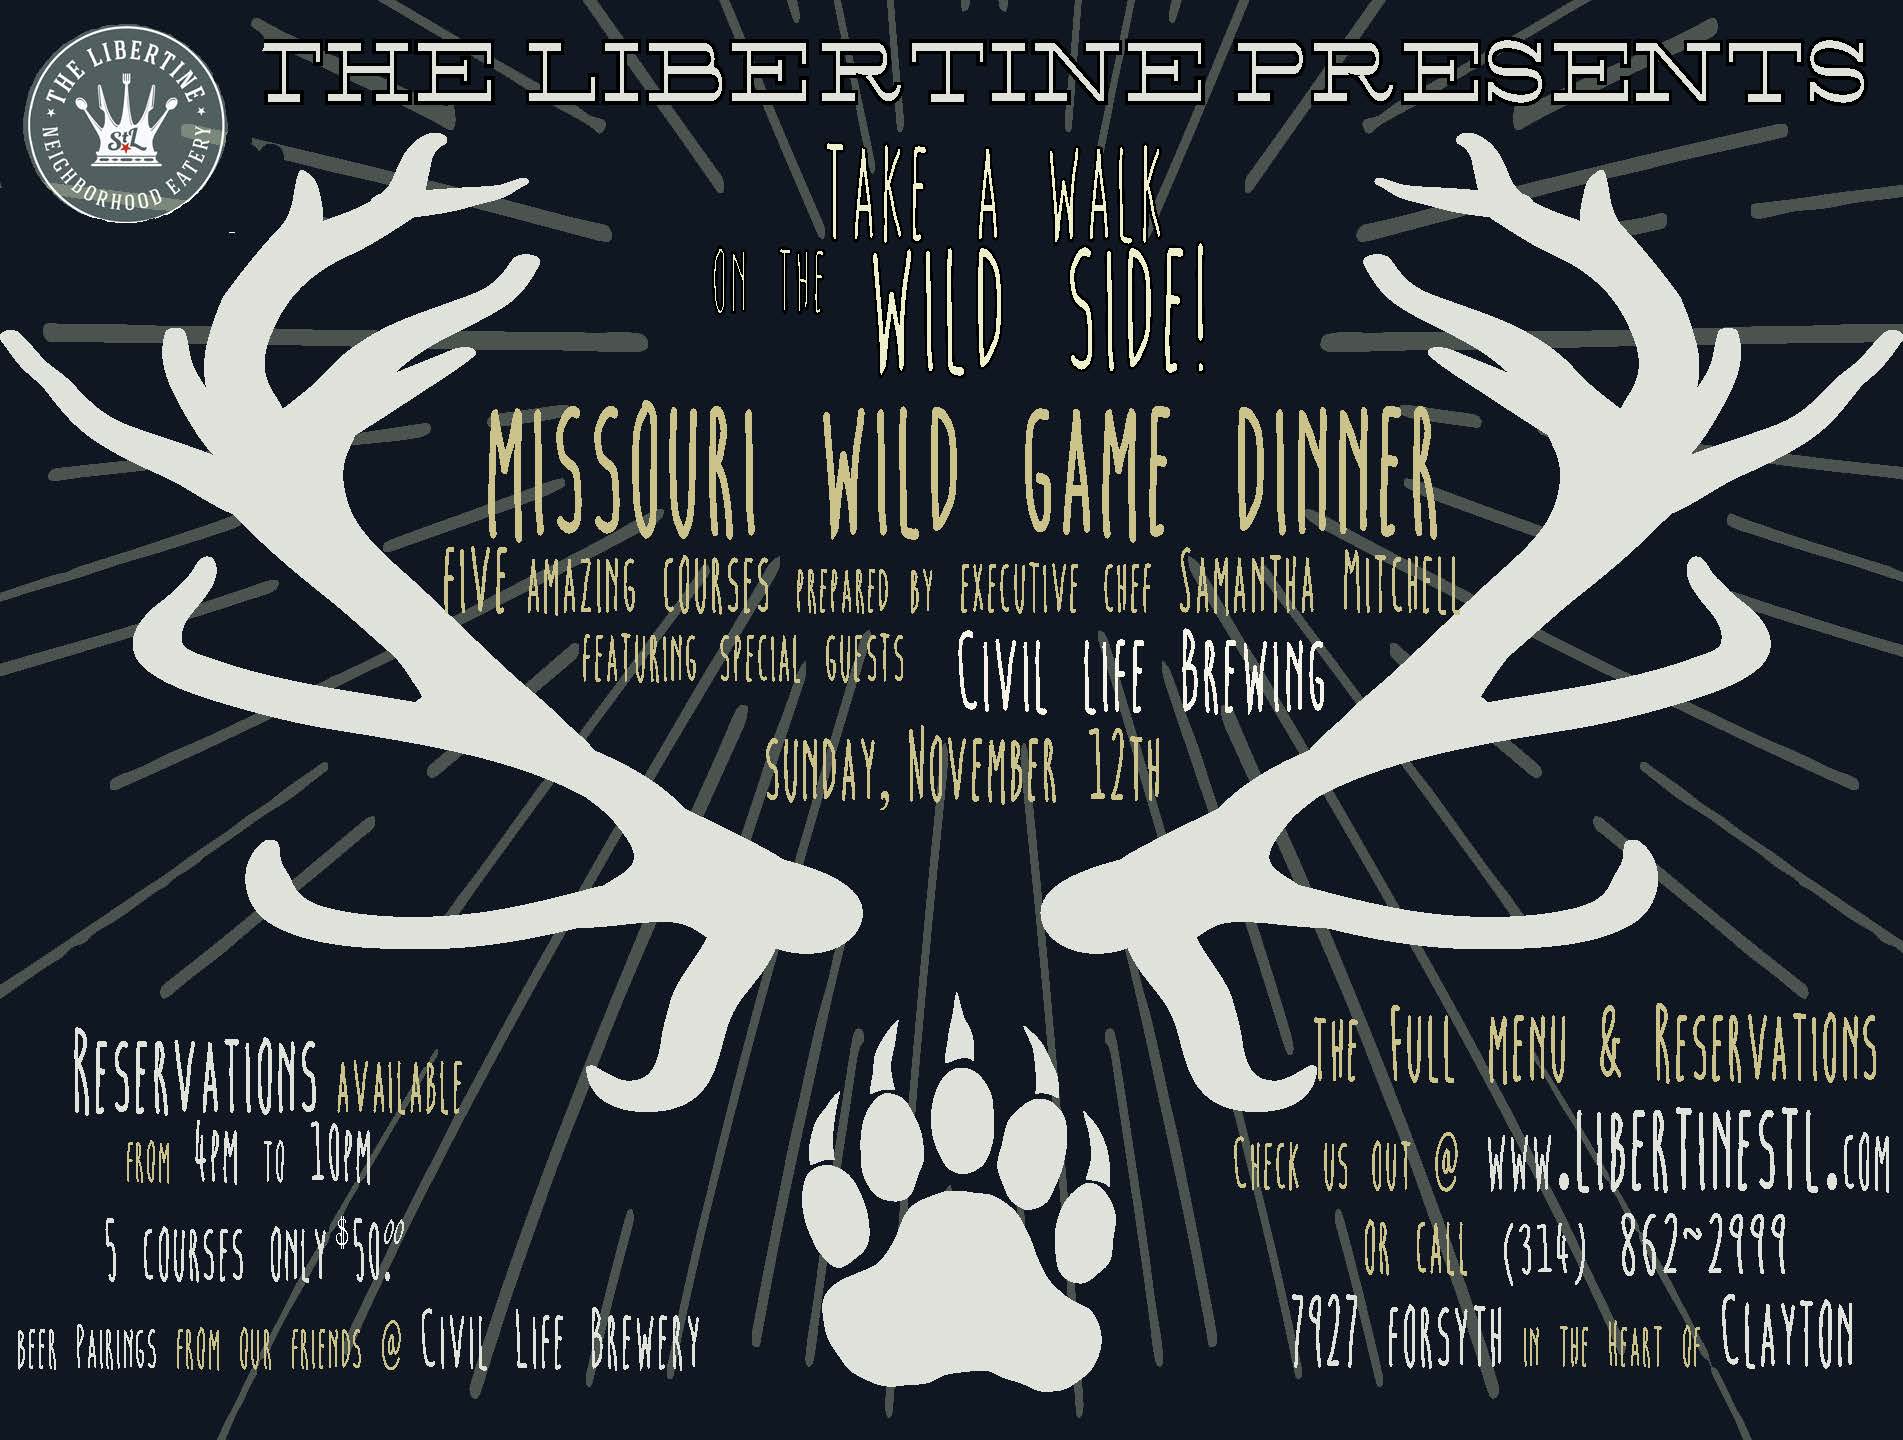 THE LIBERTINE
NEIGHBORHOOD EATERY
StL
THE LIBERTINE PRESENTS
TAKE A WALK
ON THE WILD SIDE!
MISSOURI WILD GAME DINNER
FIVE AMAZING COURSES PREPARED BY EXECUTIVE CHEF SAMANTHA MITCHELL
FEATURING SPECIAL GUESTS CIVIL LIFE BREWING
SUNDAY, NOVEMBER 12TH
RESERVATIONS AVAILABLE
FROM 4PM TO 10PM
5 COURSES ONLY $50.00
BEER PAIRINGS FROM OUR FRIENDS @ CIVIL LIFE BREWERY
THE FULL MENU & RESERVATIONS
CHECK US OUT @ WWW.LIBERTINESTL.COM
OR CALL (314) 862~2999
7927 FORSYTH IN THE HEART OF CLAYTON